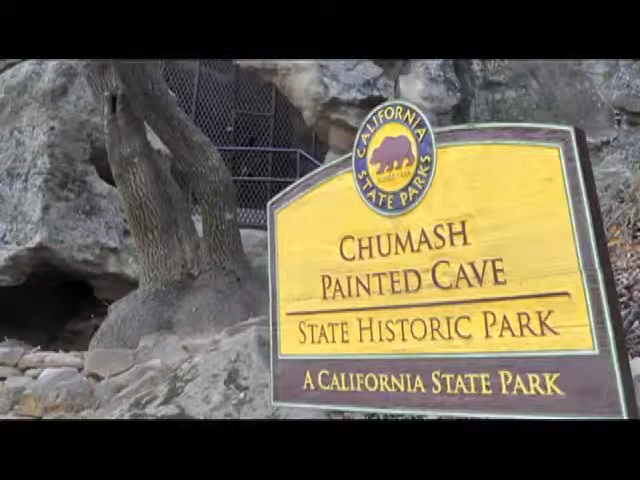 CALIFORNIA
STATE PARKS
CHUMASH
PAINTED CAVE
STATE HISTORIC PARK
A CALIFORNIA STATE PARK